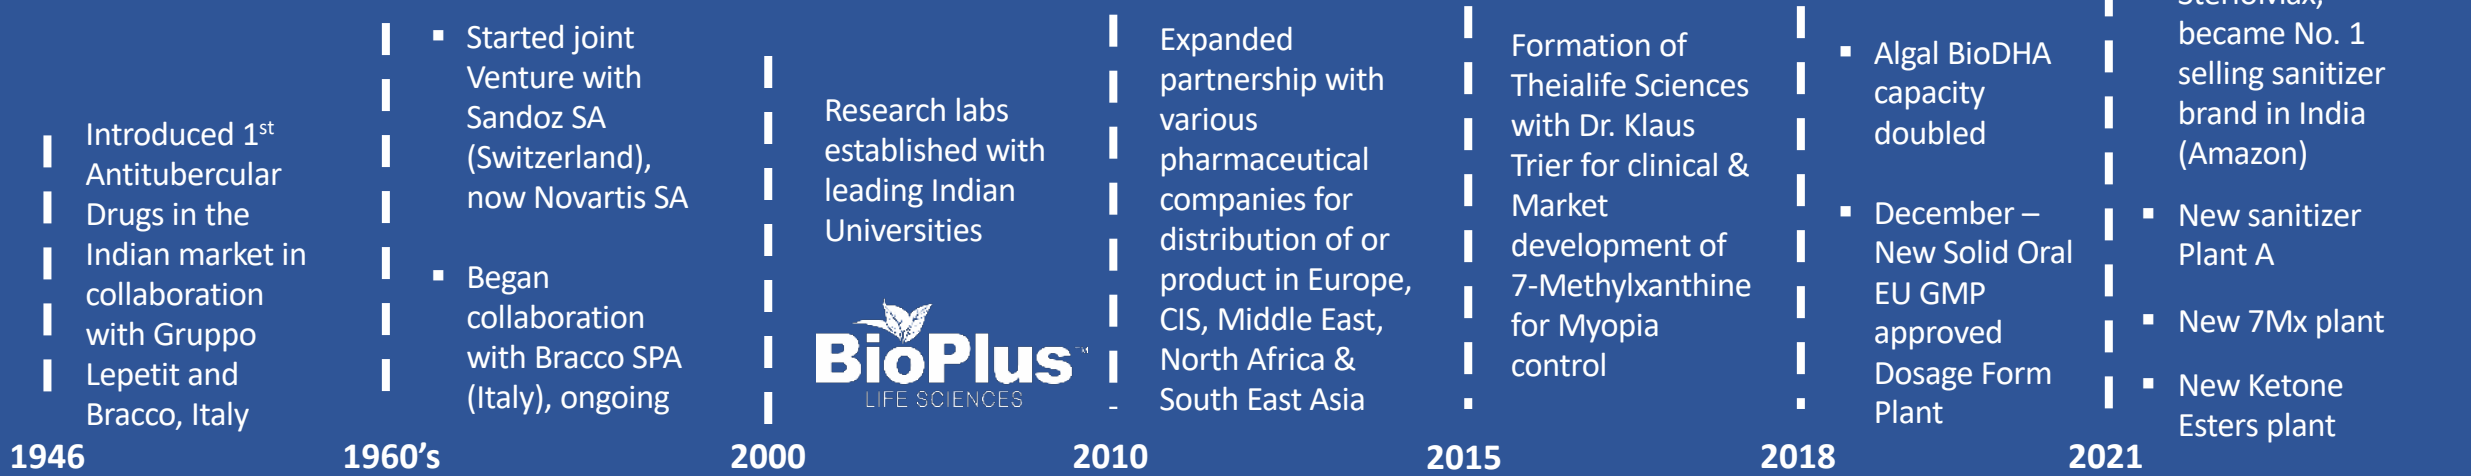 Introduced 1st
Antitubercular
Drugs in the
Indian market in
collaboration
with Gruppo
Lepetit and
Bracco, Italy
1946
▪ Started joint
Venture with
Sandoz SA
(Switzerland),
now Novartis SA
▪ Began
collaboration
with Bracco SPA
(Italy), ongoing
1960’s
Research labs
established with
leading Indian
Universities
BioPlus™
LIFE SCIENCES
2000
Expanded
partnership with
various
pharmaceutical
companies for
distribution of or
product in Europe,
CIS, Middle East,
North Africa &
South East Asia
2010
Formation of
Theialife Sciences
with Dr. Klaus
Trier for clinical &
Market
development of
7-Methylxanthine
for Myopia
control
2015
▪ Algal BioDHA
capacity
doubled
▪ December –
New Solid Oral
EU GMP
approved
Dosage Form
Plant
2018
became No. 1
selling sanitizer
brand in India
(Amazon)
▪ New sanitizer
Plant A
▪ New 7Mx plant
▪ New Ketone
Esters plant
2021